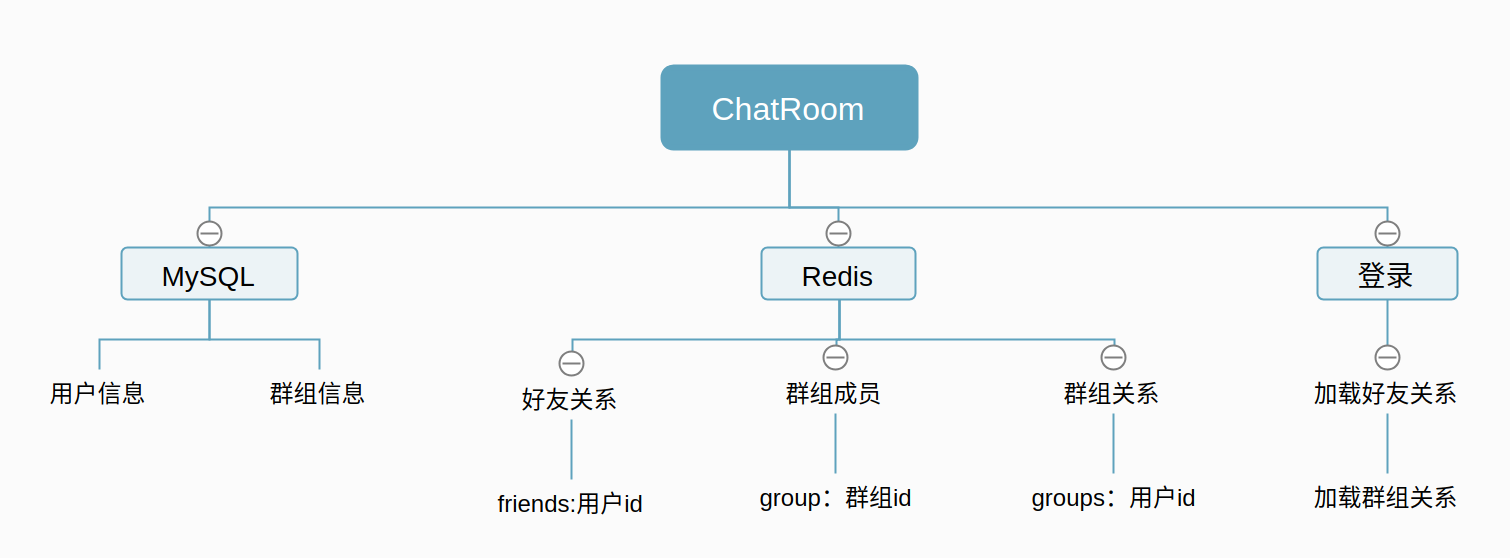 ChatRoom
MySQL
Redis
登录
用户信息
群组信息
好友关系
群组成员
群组关系
加载好友关系
friends:用户id
group：群组id
groups：用户id
加载群组关系